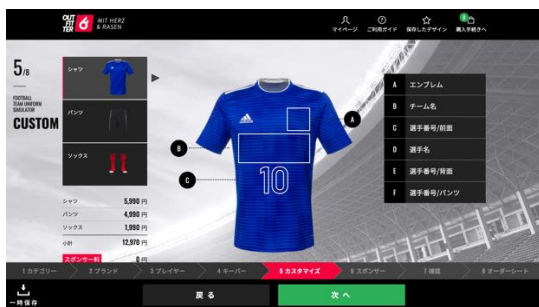 OUT
FIT
TER
6
MIT HERZ
& RASEN
マイページ
ご利用ガイド
保存したデザイン
購入手続きへ
5/8
FOOTBALL
TEAM UNIFORM
SIMULATOR
CUSTOM
シャツ
パンツ
ソックス
シャツ 5,990 円
パンツ 4,990 円
ソックス 1,990 円
小計 12,970 円
スポンサー料 0 円
adidas
10
A
B
C
A エンブレム
B チーム名
C 選手番号/前面
D 選手名
E 選手番号/背面
F 選手番号/パンツ
1 カテゴリー
2 ブランド
3 プレイヤー
4 キーパー
5 カスタマイズ
6 スポンサー
7 確認
8 オーダーシート
一時保存
戻る
次へ